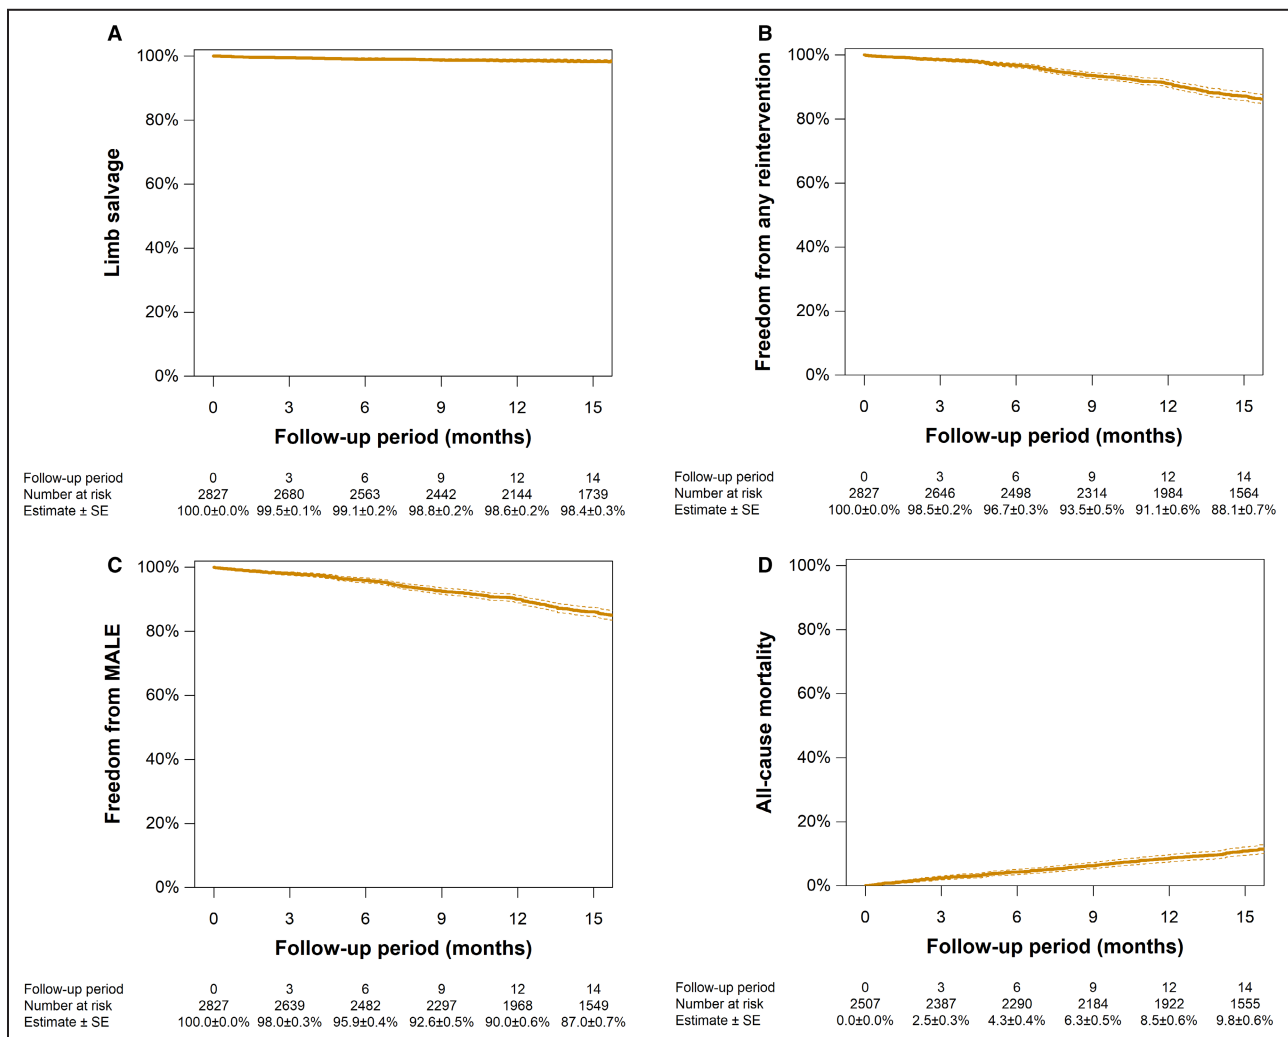 A
Limb salvage
100%
80%
60%
40%
20%
0%
0 3 6 9 12 15
Follow-up period (months)
Follow-up period 0 3 6 9 12 14
Number at risk 2827 2680 2563 2442 2144 1739
Estimate ± SE 100.0±0.0% 99.5±0.1% 99.1±0.2% 98.8±0.2% 98.6±0.2% 98.4±0.3%
B
Freedom from any reintervention
100%
80%
60%
40%
20%
0%
0 3 6 9 12 15
Follow-up period (months)
Follow-up period 0 3 6 9 12 14
Number at risk 2827 2646 2498 2314 1984 1564
Estimate ± SE 100.0±0.0% 98.5±0.2% 96.7±0.3% 93.5±0.5% 91.1±0.6% 88.1±0.7%
C
Freedom from MALE
100%
80%
60%
40%
20%
0%
0 3 6 9 12 15
Follow-up period (months)
Follow-up period 0 3 6 9 12 14
Number at risk 2827 2639 2482 2297 1968 1549
Estimate ± SE 100.0±0.0% 98.0±0.3% 95.9±0.4% 92.6±0.5% 90.0±0.6% 87.0±0.7%
D
All-cause mortality
100%
80%
60%
40%
20%
0%
0 3 6 9 12 15
Follow-up period (months)
Follow-up period 0 3 6 9 12 14
Number at risk 2507 2387 2290 2184 1922 1555
Estimate ± SE 0.0±0.0% 2.5±0.3% 4.3±0.4% 6.3±0.5% 8.5±0.6% 9.8±0.6%